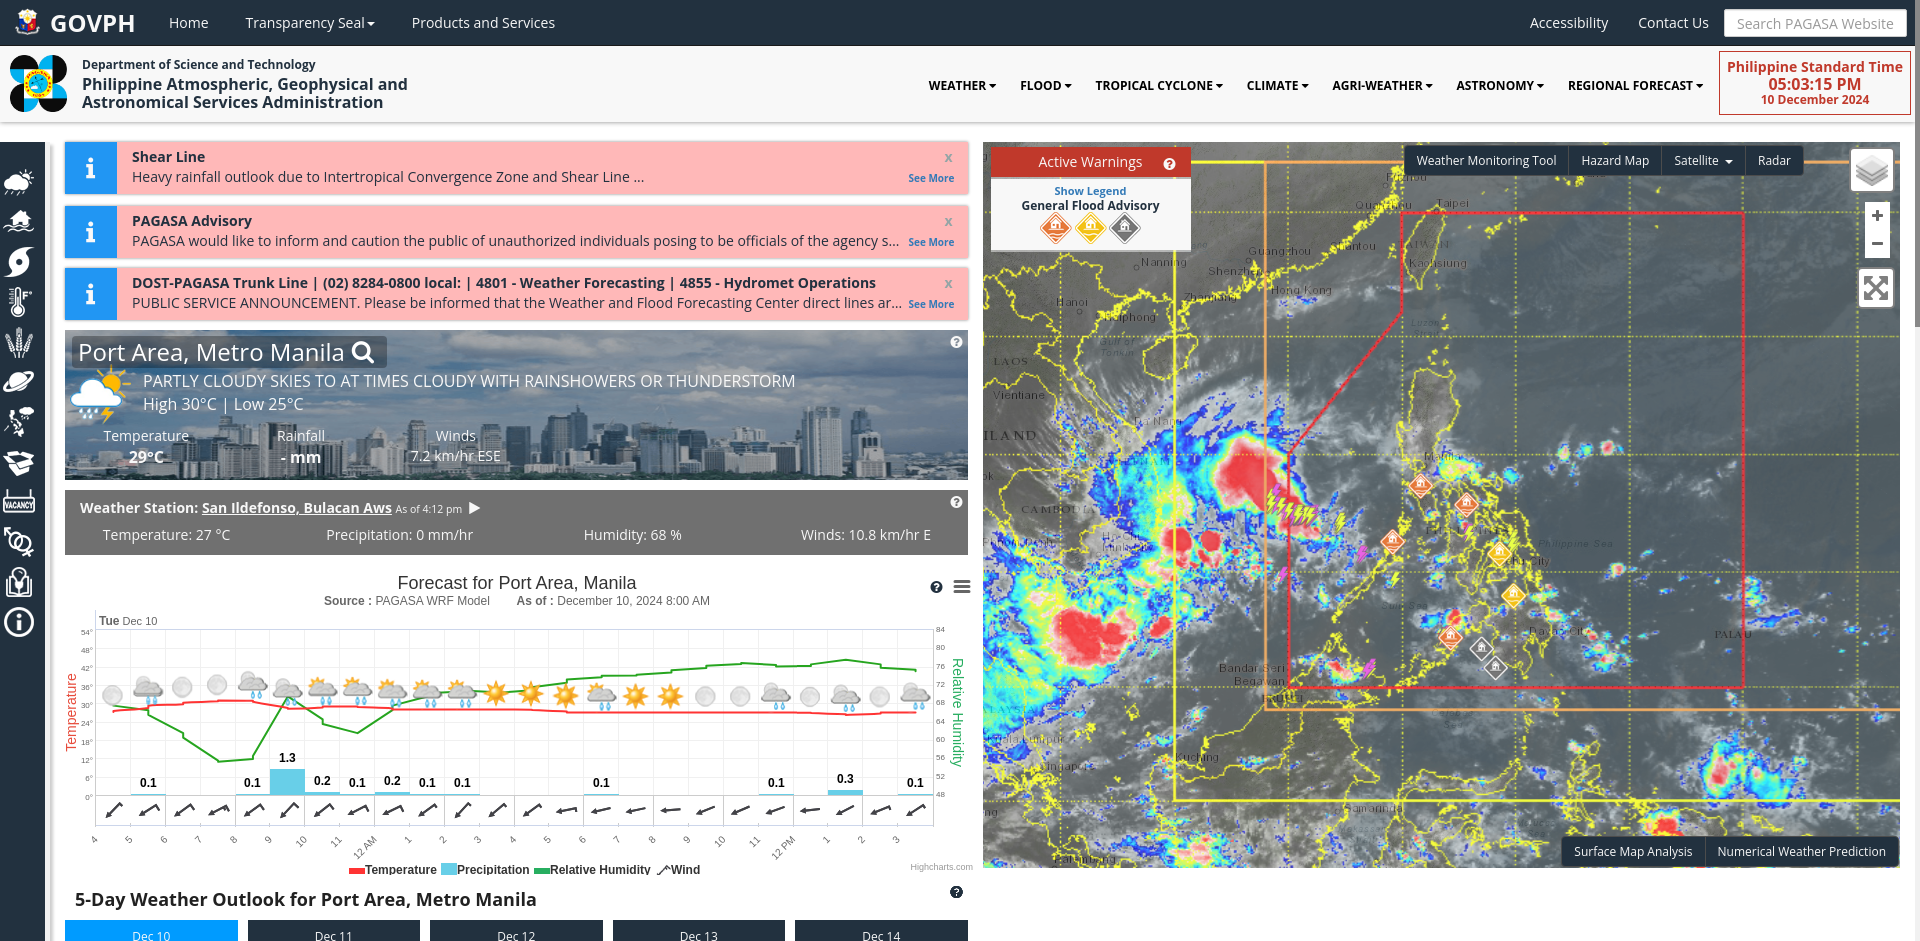 GOVPH
Home
Transparency Seal
Products and Services
Accessibility
Contact Us
Search PAGASA Website
Department of Science and Technology
Philippine Atmospheric, Geophysical and
Astronomical Services Administration
WEATHER
FLOOD
TROPICAL CYCLONE
CLIMATE
AGRI-WEATHER
ASTRONOMY
REGIONAL FORECAST
Philippine Standard Time
05:03:15 PM
10 December 2024
Shear Line
x
Heavy rainfall outlook due to Intertropical Convergence Zone and Shear Line ...
See More
PAGASA Advisory
x
PAGASA would like to inform and caution the public of unauthorized individuals posing to be officials of the agency s...
See More
DOST-PAGASA Trunk Line | (02) 8284-0800 local: | 4801 - Weather Forecasting | 4855 - Hydromet Operations
x
PUBLIC SERVICE ANNOUNCEMENT. Please be informed that the Weather and Flood Forecasting Center direct lines ar...
See More
Port Area, Metro Manila
PARTLY CLOUDY SKIES TO AT TIMES CLOUDY WITH RAINSHOWERS OR THUNDERSTORM
High 30°C | Low 25°C
Temperature
Rainfall
Winds
29°C
- mm
7.2 km/hr ESE
Weather Station: San Ildefonso, Bulacan Aws As of 4:12 pm
Temperature: 27 °C
Precipitation: 0 mm/hr
Humidity: 68 %
Winds: 10.8 km/hr E
Forecast for Port Area, Manila
Source : PAGASA WRF Model As of : December 10, 2024 8:00 AM
Tue Dec 10
Temperature
54°
48°
42°
36°
30°
24°
18°
12°
6°
0°
Relative Humidity
84
80
76
72
68
64
60
56
52
48
0.1
0.1
1.3
0.2
0.1
0.2
0.1
0.1
0.1
0.1
0.3
0.1
4
5
6
7
8
9
10
11
12 AM
1
2
3
4
5
6
7
8
9
10
11
12 PM
1
2
3
Temperature
Precipitation
Relative Humidity
Wind
Highcharts.com
5-Day Weather Outlook for Port Area, Metro Manila
Dec 10
Dec 11
Dec 12
Dec 13
Dec 14
VACANCY
Active Warnings
Show Legend
General Flood Advisory
Weather Monitoring Tool
Hazard Map
Satellite
Radar
+
−
Taipei
Guangzhou
Nanning
Shenzhen
Kaohsiung
Hong Kong
Hanoi
LAOS
Vientiane
Manila
Philippine Sea
PALAU
Bandar Seri
Begawan
Kuching
Samarinda
Surface Map Analysis
Numerical Weather Prediction